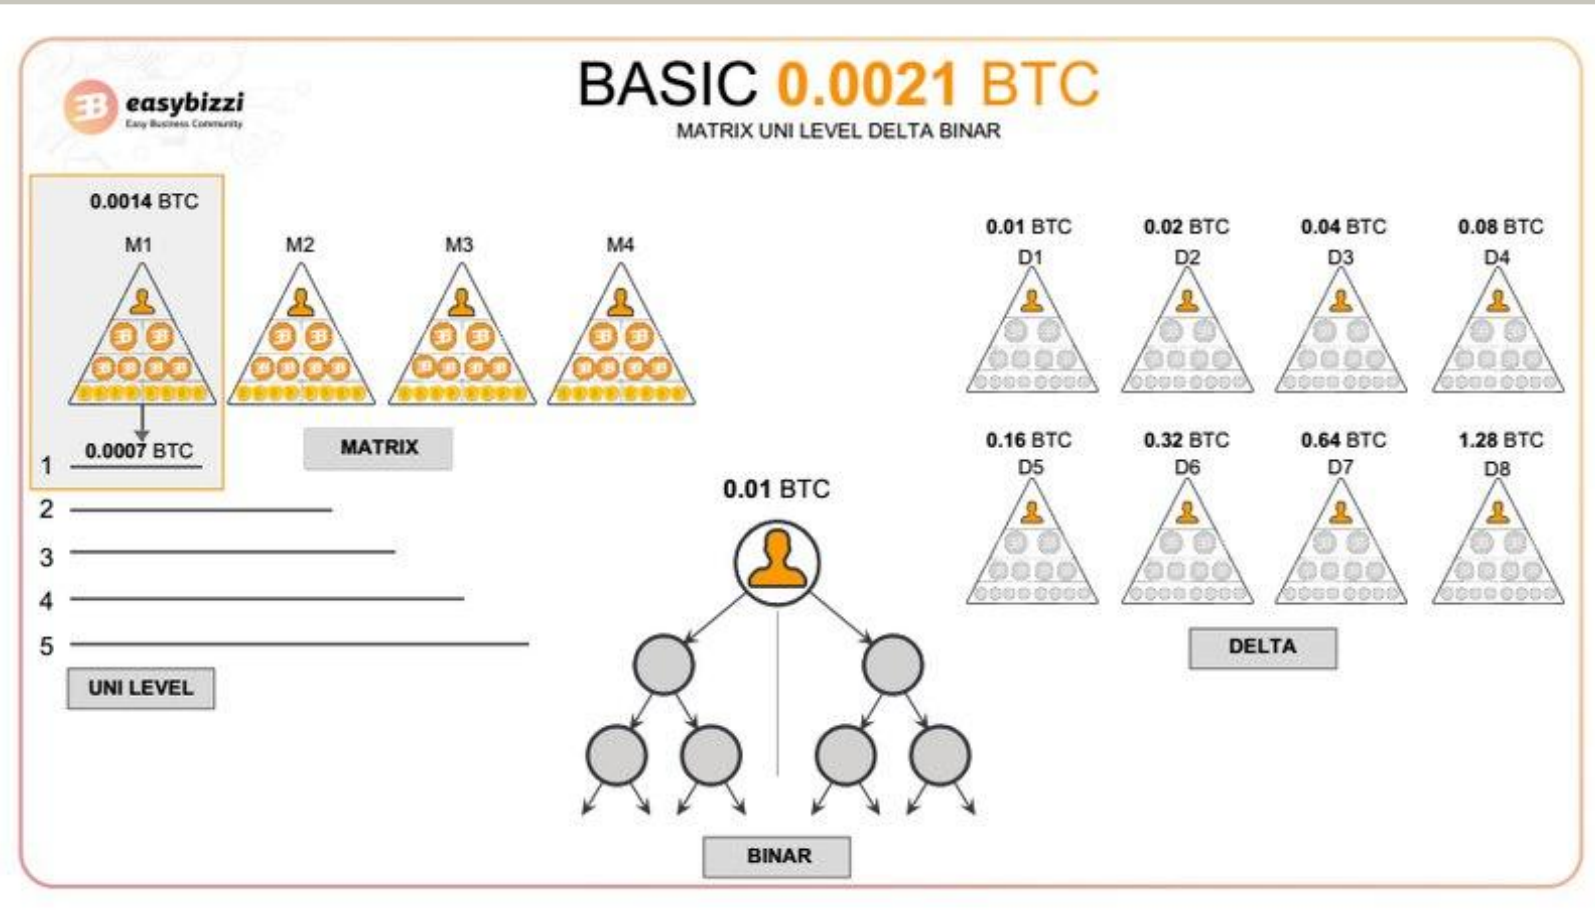 easybizzi
Easy Business Community
BASIC 0.0021 BTC
MATRIX UNI LEVEL DELTA BINAR
0.0014 BTC
M1
M2
M3
M4
0.0007 BTC
MATRIX
1
2
3
4
5
UNI LEVEL
0.01 BTC
BINAR
0.01 BTC
D1
0.02 BTC
D2
0.04 BTC
D3
0.08 BTC
D4
0.16 BTC
D5
0.32 BTC
D6
0.64 BTC
D7
1.28 BTC
D8
DELTA